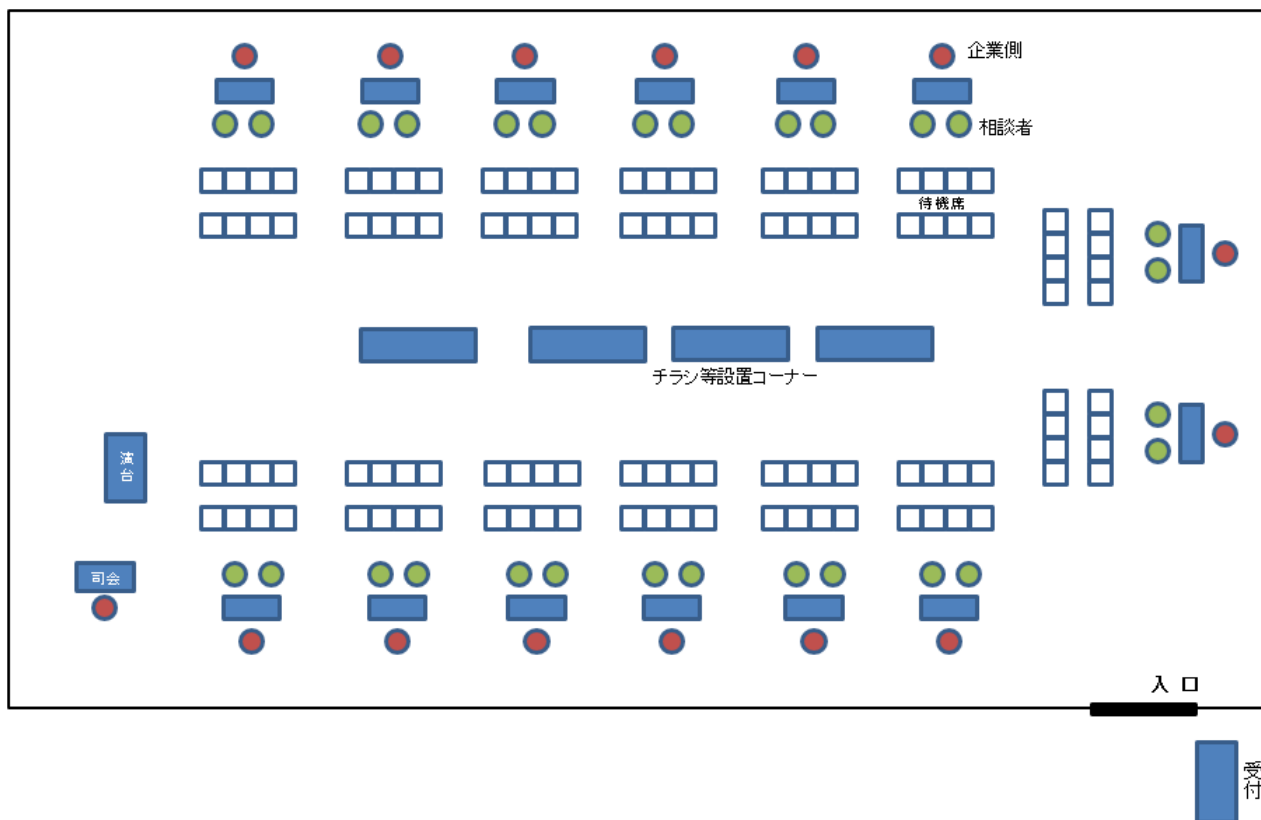 企業側
相談者
待機席
チラシ等設置コーナー
演台
司会
入 口
受付